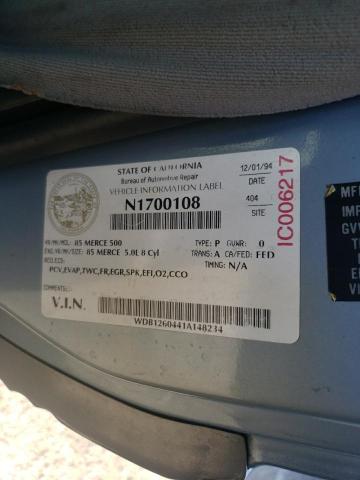 STATE OF CALIFORNIA
Bureau of Automotive Repair
VEHICLE INFORMATION LABEL
N1700108
12/01/94
DATE
404
SITE
IC006217
YR/MK/MDL: 85 MERCE 500
TYPE: P GVWR: 0
ENG.YR/MK/SIZE: 85 MERCE 5.0L 8 Cyl
TRANS: A CA/FED: FED
REQ.ECS:
TIMING: N/A
PCV,EVAP,TWC,FR,EGR,SPK,EFI,O2,CCO
V.I.N.
WDB1260441A148234
MF
IMP
GV